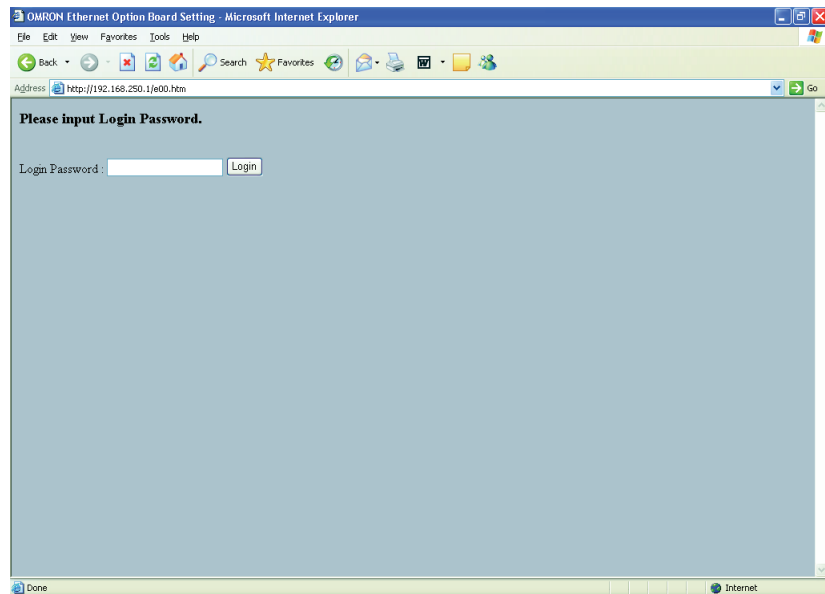 OMRON Ethernet Option Board Setting - Microsoft Internet Explorer
File Edit View Favorites Tools Help
Back Search Favorites
Address http://192.168.250.1/e00.htm Go
Please input Login Password.
Login Password : Login
Done Internet